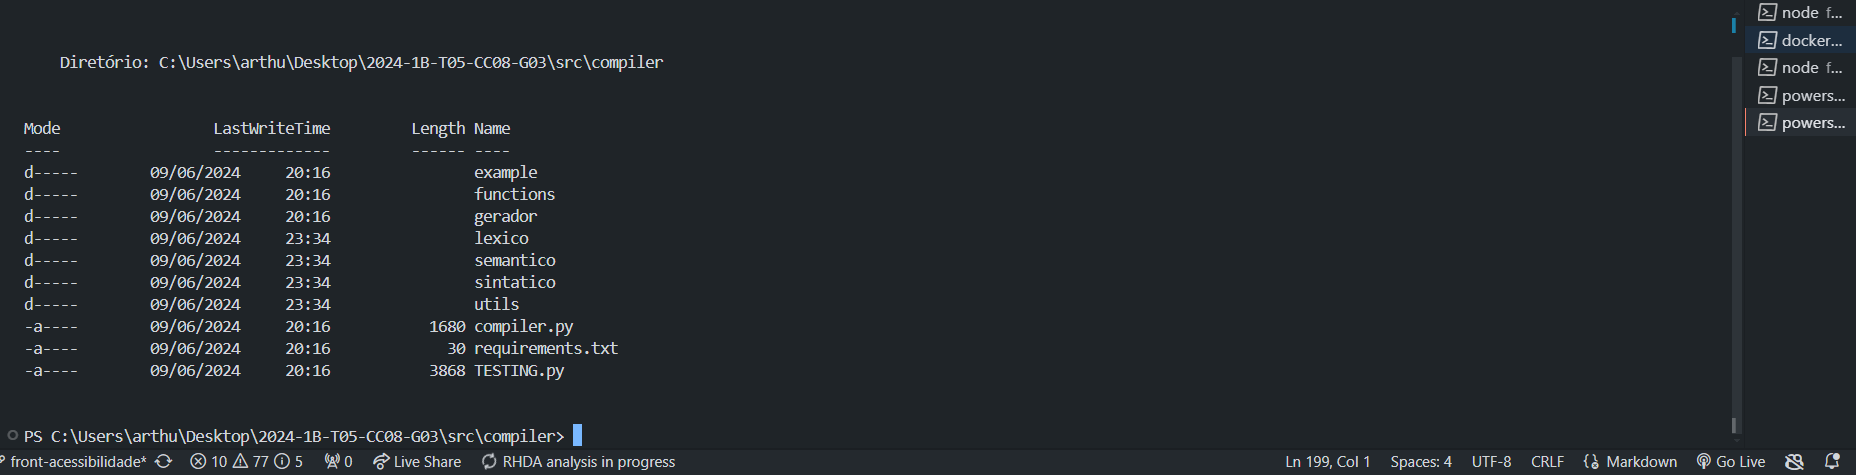 Diretório: C:\Users\arthu\Desktop\2024-1B-T05-CC08-G03\src\compiler
Mode                 LastWriteTime         Length Name
----                 -------------         ------ ----
d-----        09/06/2024     20:16                example
d-----        09/06/2024     20:16                functions
d-----        09/06/2024     20:16                gerador
d-----        09/06/2024     23:34                lexico
d-----        09/06/2024     23:34                semantico
d-----        09/06/2024     23:34                sintatico
d-----        09/06/2024     23:34                utils
-a----        09/06/2024     20:16           1680 compiler.py
-a----        09/06/2024     20:16             30 requirements.txt
-a----        09/06/2024     20:16           3868 TESTING.py
PS C:\Users\arthu\Desktop\2024-1B-T05-CC08-G03\src\compiler>
node f...
docker...
node f...
powers...
powers...
front-acessibilidade* 10 77 5 0 Live Share RHDA analysis in progress Ln 199, Col 1 Spaces: 4 UTF-8 CRLF Markdown Go Live